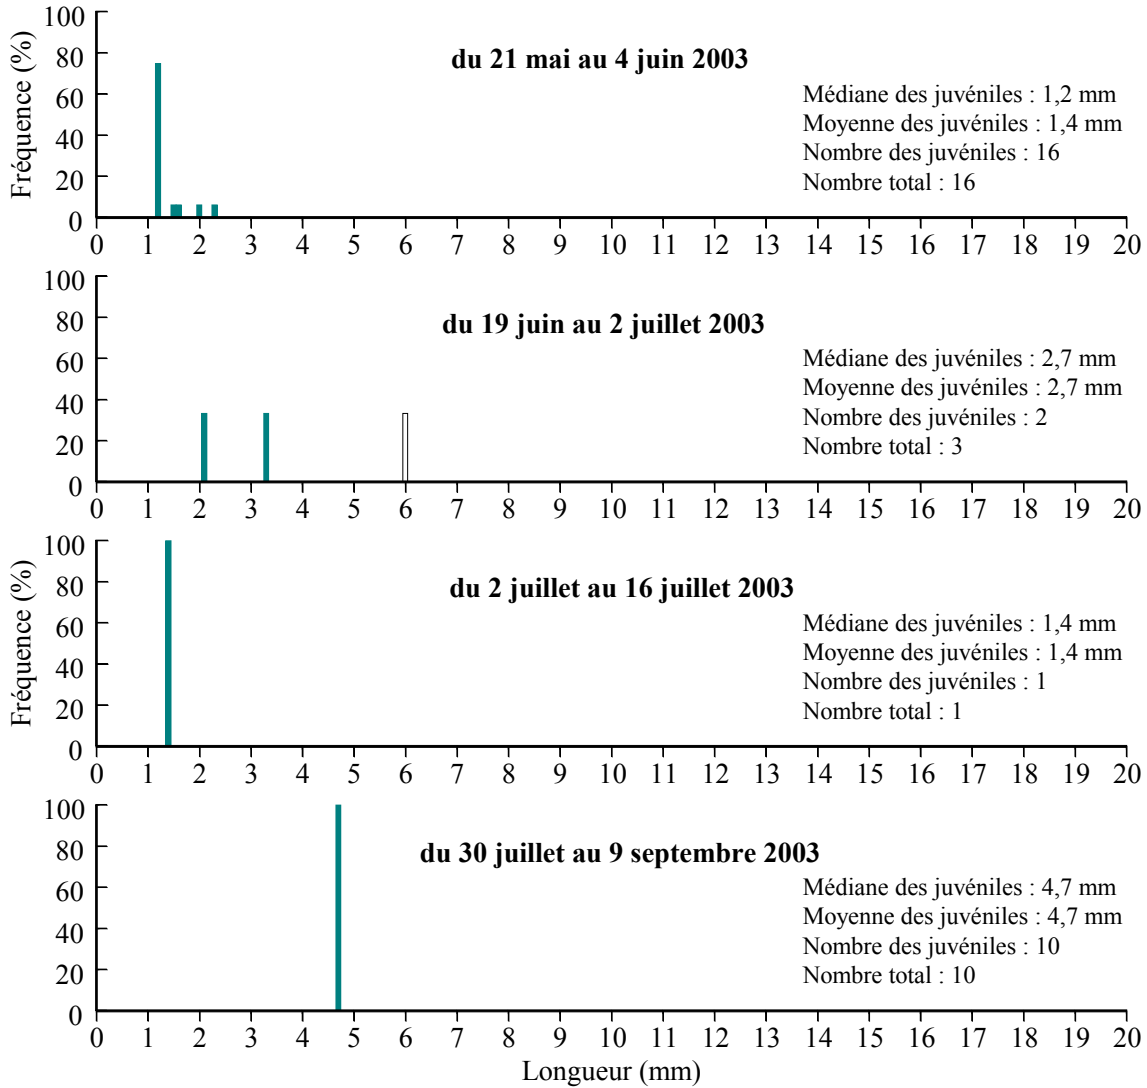 100
80
60
40
20
0
Fréquence (%)
du 21 mai au 4 juin 2003
Médiane des juvéniles : 1,2 mm
Moyenne des juvéniles : 1,4 mm
Nombre des juvéniles : 16
Nombre total : 16
0 1 2 3 4 5 6 7 8 9 10 11 12 13 14 15 16 17 18 19 20
100
80
60
40
20
0
du 19 juin au 2 juillet 2003
Médiane des juvéniles : 2,7 mm
Moyenne des juvéniles : 2,7 mm
Nombre des juvéniles : 2
Nombre total : 3
0 1 2 3 4 5 6 7 8 9 10 11 12 13 14 15 16 17 18 19 20
100
80
60
40
20
0
Fréquence (%)
du 2 juillet au 16 juillet 2003
Médiane des juvéniles : 1,4 mm
Moyenne des juvéniles : 1,4 mm
Nombre des juvéniles : 1
Nombre total : 1
0 1 2 3 4 5 6 7 8 9 10 11 12 13 14 15 16 17 18 19 20
100
80
60
40
20
0
du 30 juillet au 9 septembre 2003
Médiane des juvéniles : 4,7 mm
Moyenne des juvéniles : 4,7 mm
Nombre des juvéniles : 10
Nombre total : 10
0 1 2 3 4 5 6 7 8 9 10 11 12 13 14 15 16 17 18 19 20
Longueur (mm)